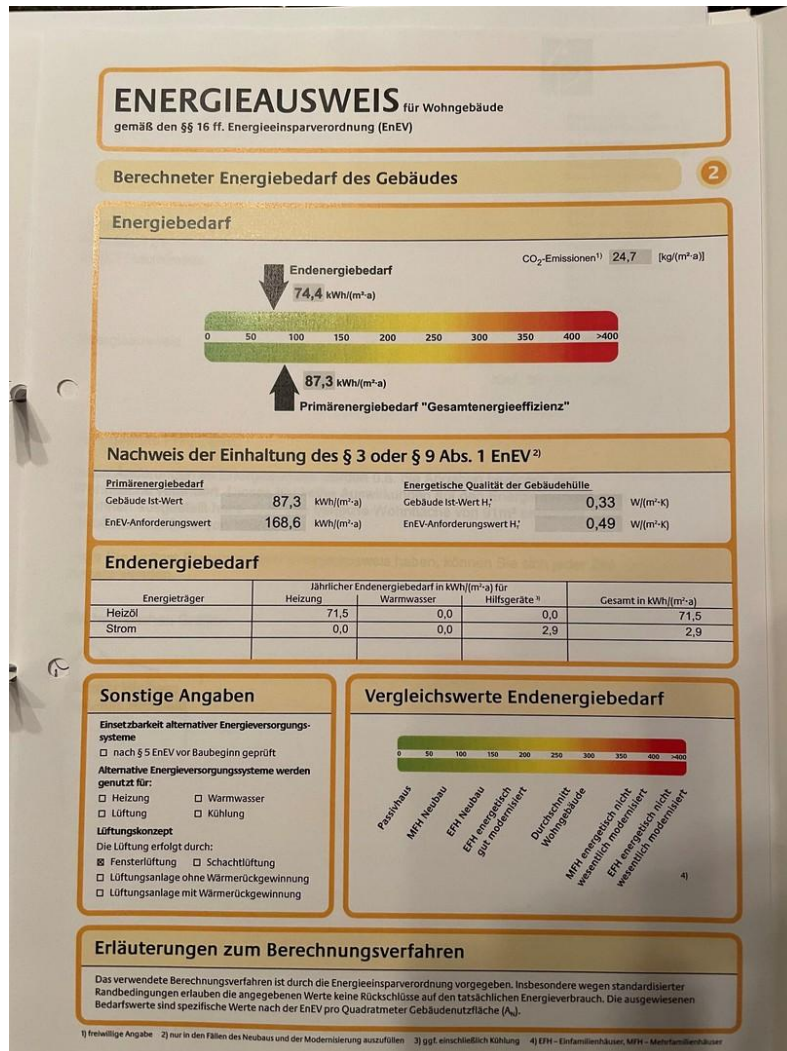 ENERGIEAUSWEIS für Wohngebäude
gemäß den §§ 16 ff. Energieeinsparverordnung (EnEV)
Berechneter Energiebedarf des Gebäudes 2
Energiebedarf
CO2-Emissionen¹⁾ 24,7 [kg/(m²·a)]
Endenergiebedarf
74,4 kWh/(m²·a)
0 50 100 150 200 250 300 350 400 >400
87,3 kWh/(m²·a)
Primärenergiebedarf "Gesamtenergieeffizienz"
Nachweis der Einhaltung des § 3 oder § 9 Abs. 1 EnEV ²⁾
Primärenergiebedarf Energetische Qualität der Gebäudehülle
Gebäude Ist-Wert 87,3 kWh/(m²·a) Gebäude Ist-Wert HT' 0,33 W/(m²·K)
EnEV-Anforderungswert 168,6 kWh/(m²·a) EnEV-Anforderungswert HT' 0,49 W/(m²·K)
Endenergiebedarf
Jährlicher Endenergiebedarf in kWh/(m²·a) für
Energieträger Heizung Warmwasser Hilfsgeräte ³⁾ Gesamt in kWh/(m²·a)
Heizöl 71,5 0,0 0,0 71,5
Strom 0,0 0,0 2,9 2,9
Sonstige Angaben
Einsetzbarkeit alternativer Energieversorgungs-
systeme
☐ nach § 5 EnEV vor Baubeginn geprüft
Alternative Energieversorgungssysteme werden
genutzt für:
☐ Heizung ☐ Warmwasser
☐ Lüftung ☐ Kühlung
Lüftungskonzept
Die Lüftung erfolgt durch:
☒ Fensterlüftung ☐ Schachtlüftung
☐ Lüftungsanlage ohne Wärmerückgewinnung
☐ Lüftungsanlage mit Wärmerückgewinnung
Vergleichswerte Endenergiebedarf
0 50 100 150 200 250 300 350 400 >400
Passivhaus
MFH Neubau
EFH Neubau
EFH energetisch
gut modernisiert
Durchschnitt
Wohngebäude
MFH energetisch nicht
wesentlich modernisiert
EFH energetisch nicht
wesentlich modernisiert
4)
Erläuterungen zum Berechnungsverfahren
Das verwendete Berechnungsverfahren ist durch die Energieeinsparverordnung vorgegeben. Insbesondere wegen standardisierter
Randbedingungen erlauben die angegebenen Werte keine Rückschlüsse auf den tatsächlichen Energieverbrauch. Die ausgewiesenen
Bedarfswerte sind spezifische Werte nach der EnEV pro Quadratmeter Gebäudenutzfläche (AN).
1) freiwillige Angabe 2) nur in den Fällen des Neubaus und der Modernisierung auszufüllen 3) ggf. einschließlich Kühlung 4) EFH – Einfamilienhäuser, MFH – Mehrfamilienhäuser